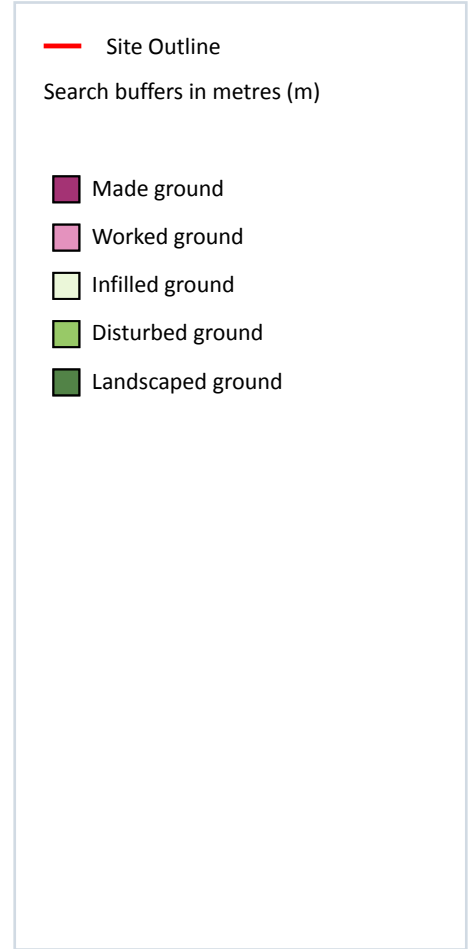 Site Outline
Search buffers in metres (m)
Made ground
Worked ground
Infilled ground
Disturbed ground
Landscaped ground